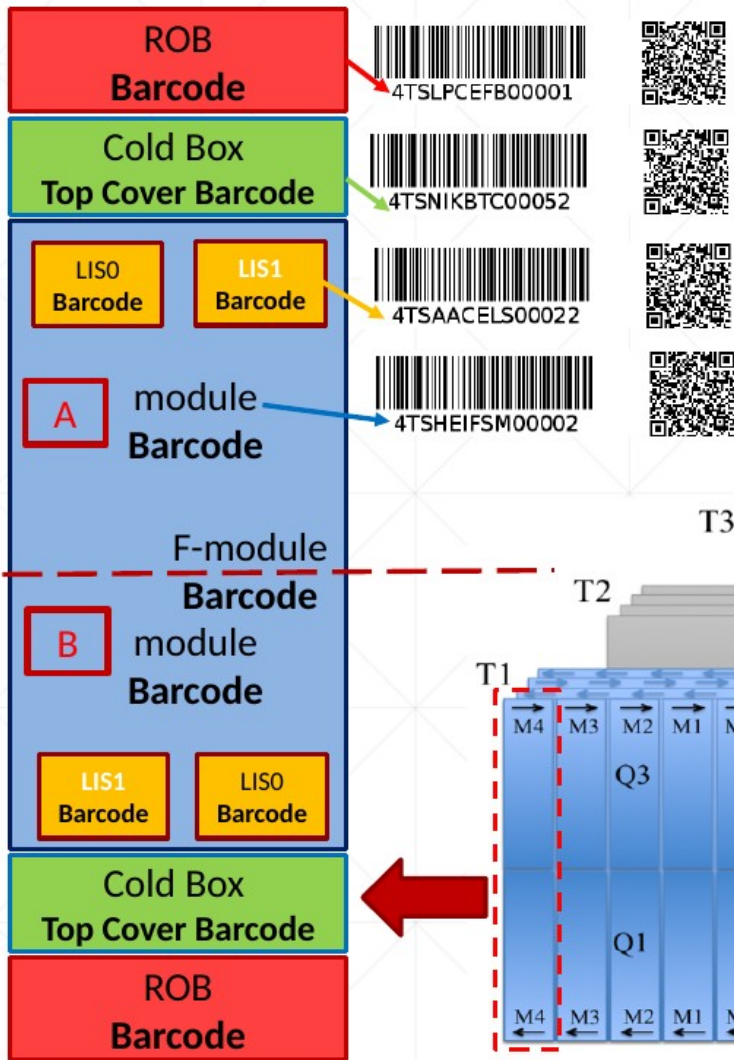 ROB
Barcode
4TSLPCEFB00001
Cold Box
Top Cover Barcode
4TSNIKBTC00052
LIS0
Barcode
LIS1
Barcode
4TSAACELS00022
A
module
Barcode
4TSHEIFSM00002
F-module
Barcode
B
module
Barcode
LIS1
Barcode
LIS0
Barcode
Cold Box
Top Cover Barcode
ROB
Barcode
T3
T2
T1
M4 M3 M2 M1
Q3
Q1
M4 M3 M2 M1